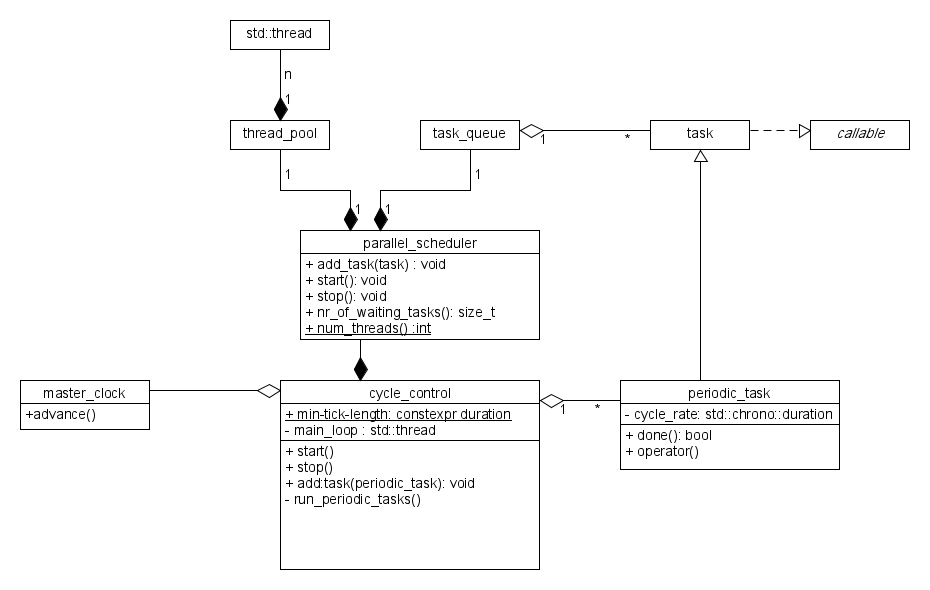 std::thread
n
1
thread_pool
task_queue
1
*
task
callable
1
1
1
1
parallel_scheduler
+ add_task(task) : void
+ start(): void
+ stop(): void
+ nr_of_waiting_tasks(): size_t
+ num_threads() :int
master_clock
+advance()
cycle_control
+ min-tick-length: constexpr duration
- main_loop : std::thread
+ start()
+ stop()
+ add:task(periodic_task): void
- run_periodic_tasks()
1
*
periodic_task
- cycle_rate: std::chrono::duration
+ done(): bool
+ operator()